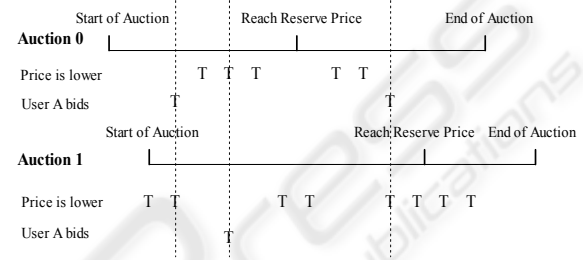 Start of Auction Reach Reserve Price End of Auction
Auction 0
Price is lower T T T T T
User A bids T T
Start of Auction Reach Reserve Price End of Auction
Auction 1
Price is lower T T T T T T T T
User A bids T